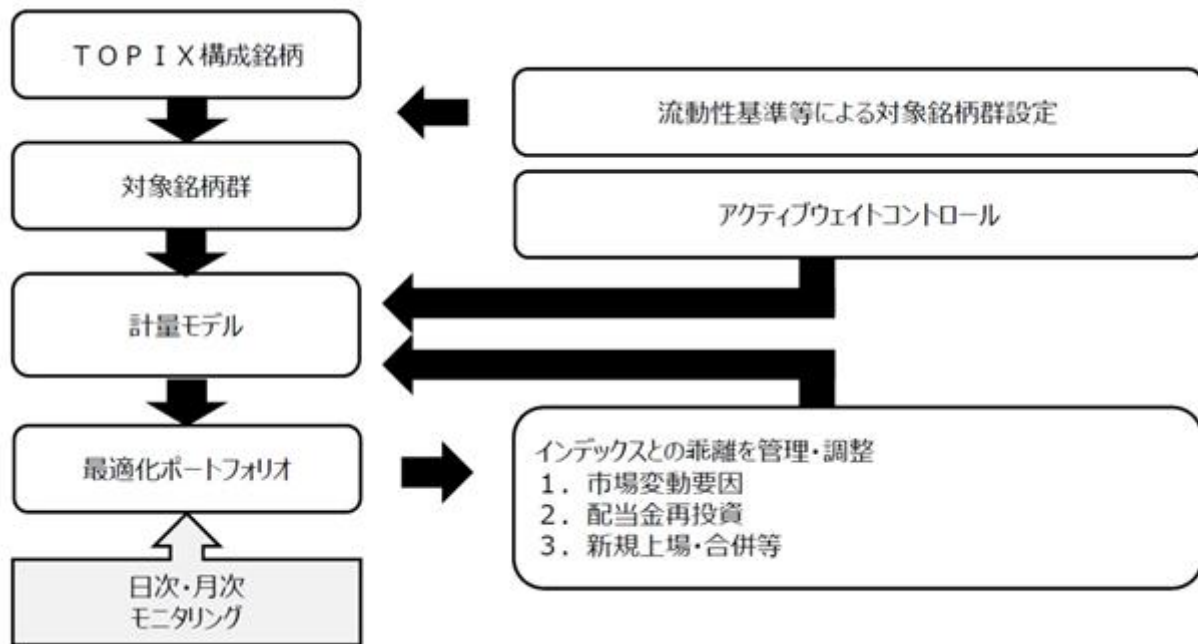 ＴＯＰＩＸ構成銘柄
流動性基準等による対象銘柄群設定
対象銘柄群
アクティブウェイトコントロール
計量モデル
最適化ポートフォリオ
インデックスとの乖離を管理・調整
１．市場変動要因
２．配当金再投資
３．新規上場・合併等
日次・月次
モニタリング